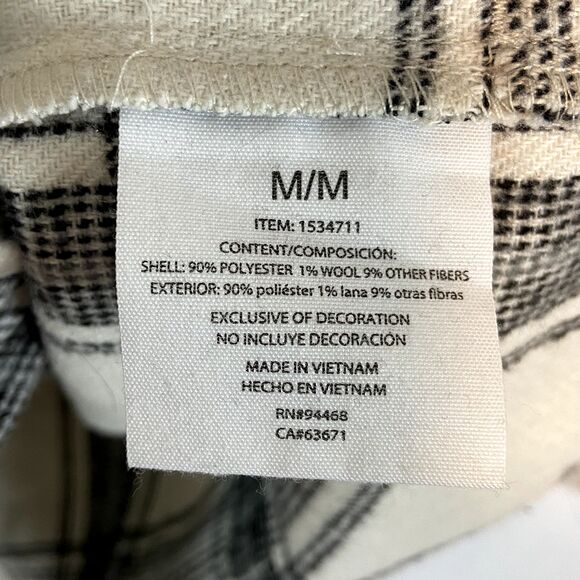 M/M
ITEM: 1534711
CONTENT/COMPOSICIÓN:
SHELL: 90% POLYESTER 1% WOOL 9% OTHER FIBERS
EXTERIOR: 90% poliéster 1% lana 9% otras fibras
EXCLUSIVE OF DECORATION
NO INCLUYE DECORACIÓN
MADE IN VIETNAM
HECHO EN VIETNAM
RN#94468
CA#63671